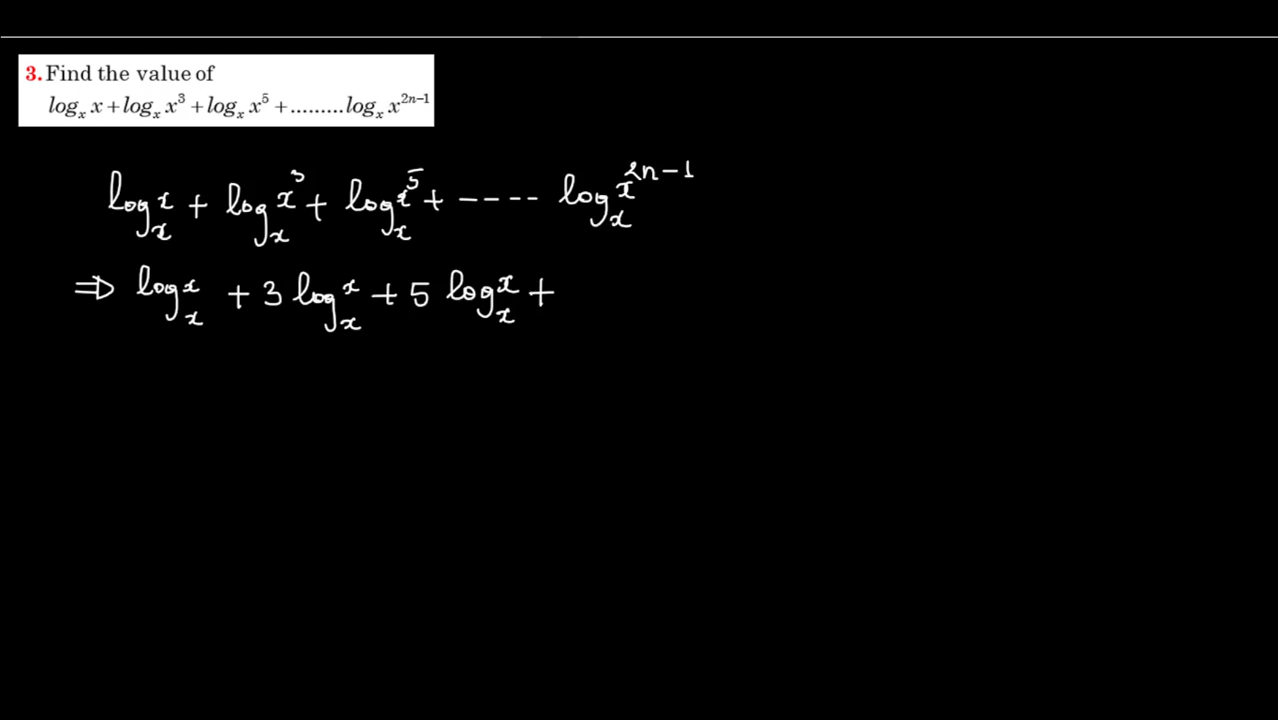 3. Find the value of
log_x x + log_x x^3 + log_x x^5 + ......... log_x x^{2n-1}
log_x x + log_x x^3 + log_x x^5 + ---- log_x x^{2n-1}
⇒ log_x x + 3 log_x x + 5 log_x x +